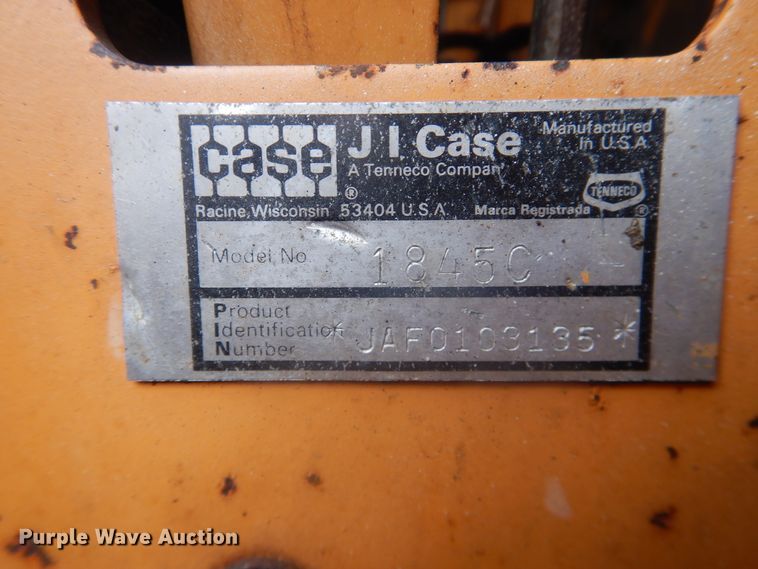 case
®
J I Case
A Tenneco Company
Manufactured
in U.S.A.
Racine, Wisconsin 53404 U.S.A.
Marca Registrada
TENNECO
®
Model No.
1845C
Product
Identification
Number
*JAF0103135*
Purple Wave Auction